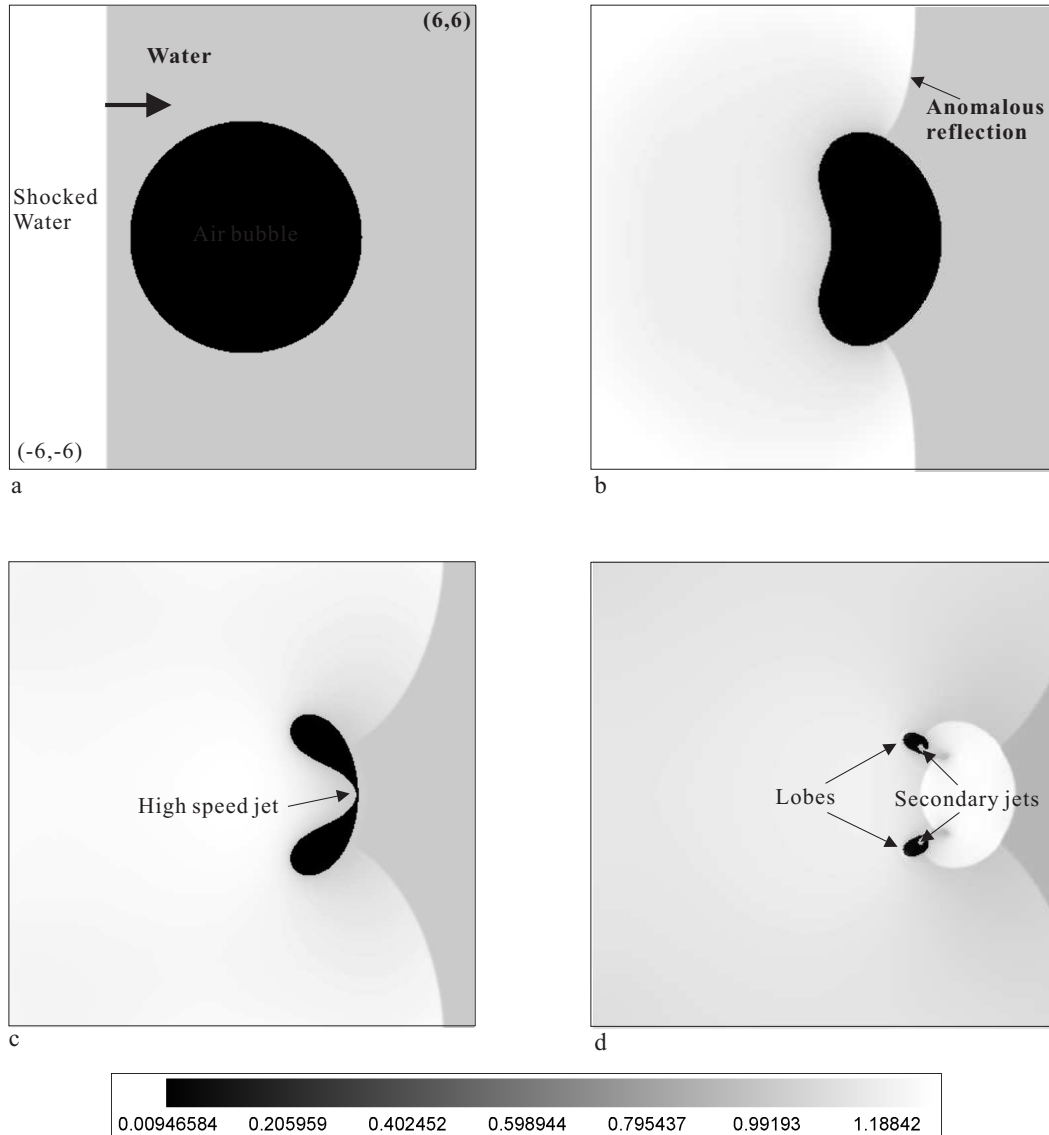 (6,6)
Water
Shocked
Water
Air bubble
(-6,-6)
a
Anomalous
reflection
b
High speed jet
c
Lobes
Secondary jets
d
0.00946584 0.205959 0.402452 0.598944 0.795437 0.99193 1.18842